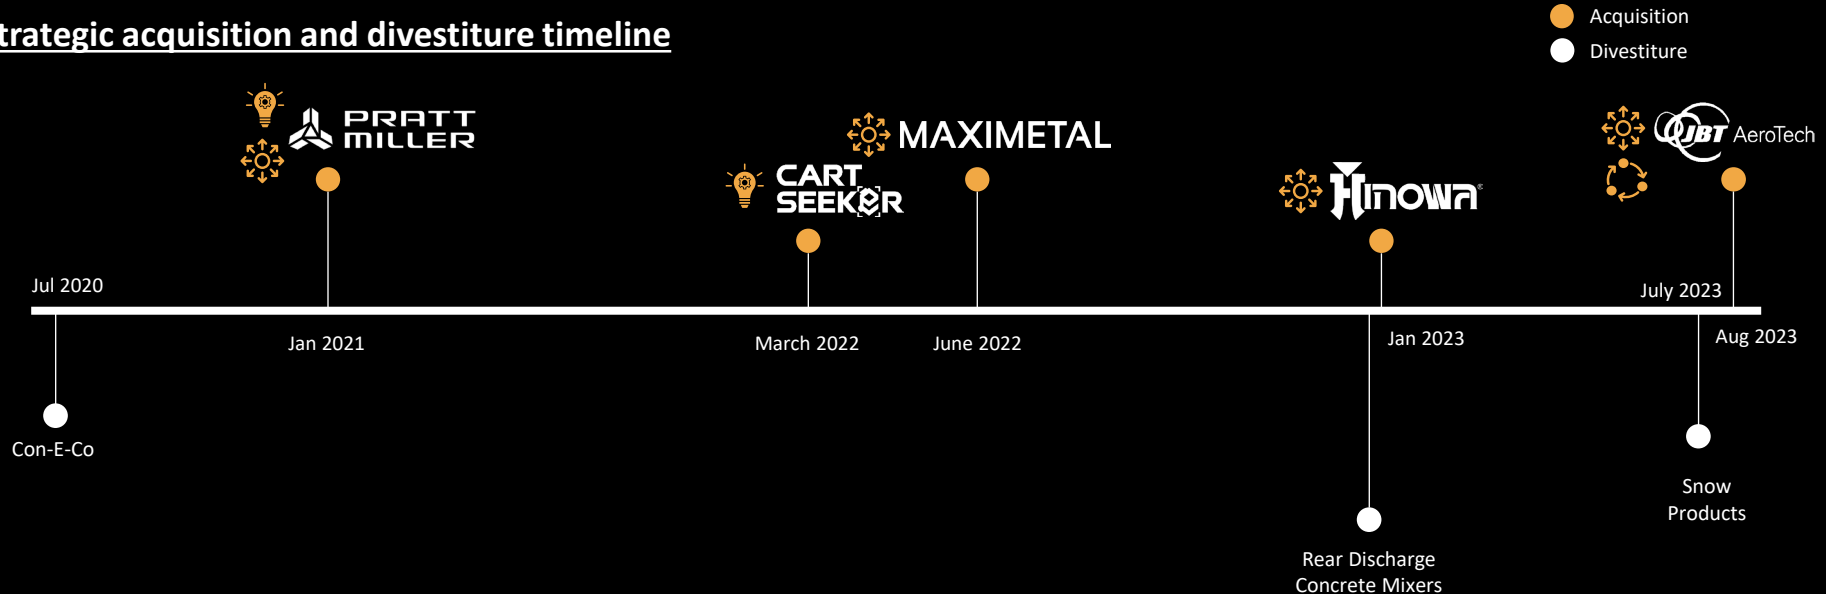 trategic acquisition and divestiture timeline
Acquisition
Divestiture
PRATT
MILLER
MAXIMETAL
CART
SEEKER
HINOWA®
JBT AeroTech
Jul 2020
July 2023
Jan 2021
March 2022
June 2022
Jan 2023
Aug 2023
Con-E-Co
Snow
Products
Rear Discharge
Concrete Mixers